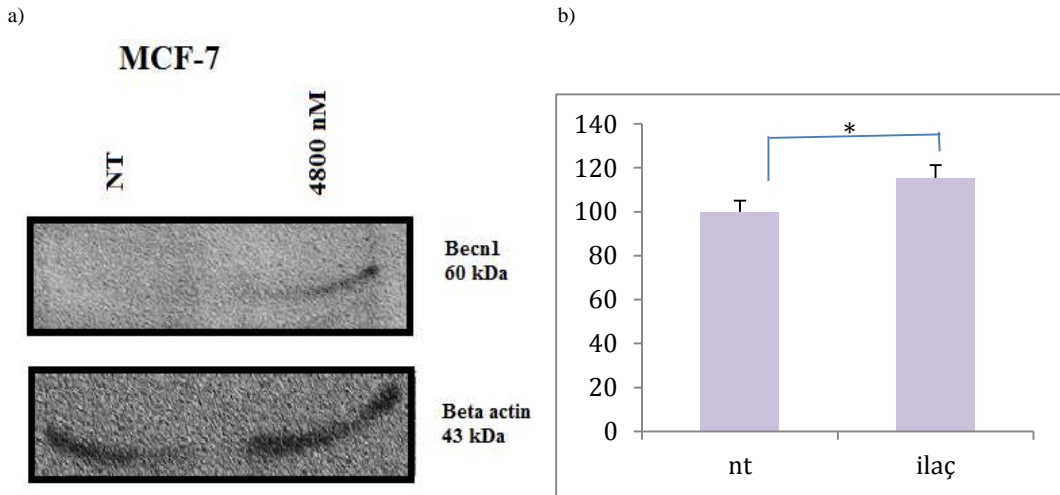 a)
b)
MCF-7
NT
4800 nM
Becn1
60 kDa
Beta actin
43 kDa
140
120
100
80
60
40
20
0
*
nt
ilaç